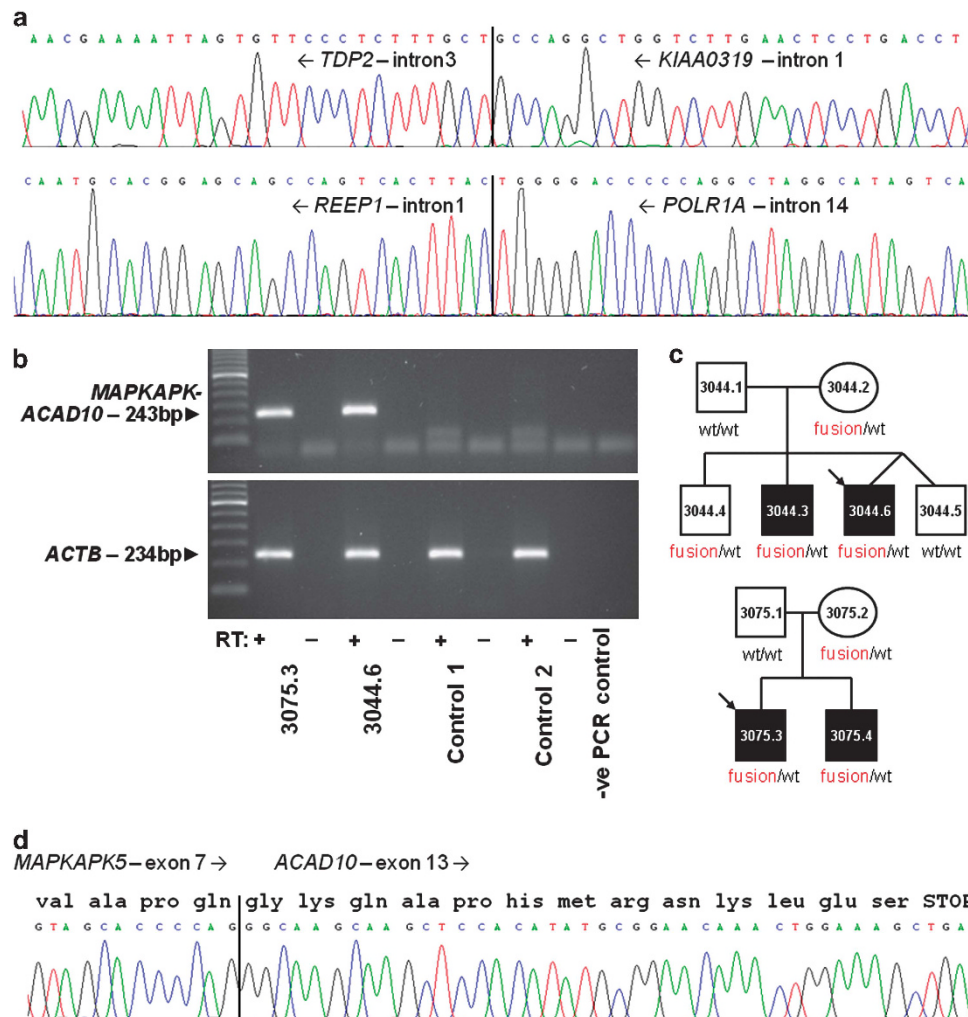 a
A A C G A A A A T T A G T G T T C C C T C T T T G C T G C C A G G C T G G T C T T G A A C T C C T G A C C T
← TDP2 – intron 3 ← KIAA0319 – intron 1
C A A T G C A C G G A G C A G C C A G T C A C T T A C T G G G G A C C C C C A G G C T A G G C A T A G T C A
← REEP1 – intron1 ← POLR1A – intron 14
b
MAPKAPK-
ACAD10 – 243bp
ACTB – 234bp
RT: + – + – + – + –
3075.3
3044.6
Control 1
Control 2
-ve PCR control
c
3044.1 3044.2
wt/wt fusion/wt
3044.4 3044.3 3044.6 3044.5
fusion/wt fusion/wt fusion/wt wt/wt
3075.1 3075.2
wt/wt fusion/wt
3075.3 3075.4
fusion/wt fusion/wt
d
MAPKAPK5 – exon 7 → ACAD10 – exon 13 →
val ala pro gln gly lys gln ala pro his met arg asn lys leu glu ser STOP
G T A G C A C C C C A G G G C A A G C A A G C T C C A C A T A T G C G G A A C A A A C T G G A A A G C T G A